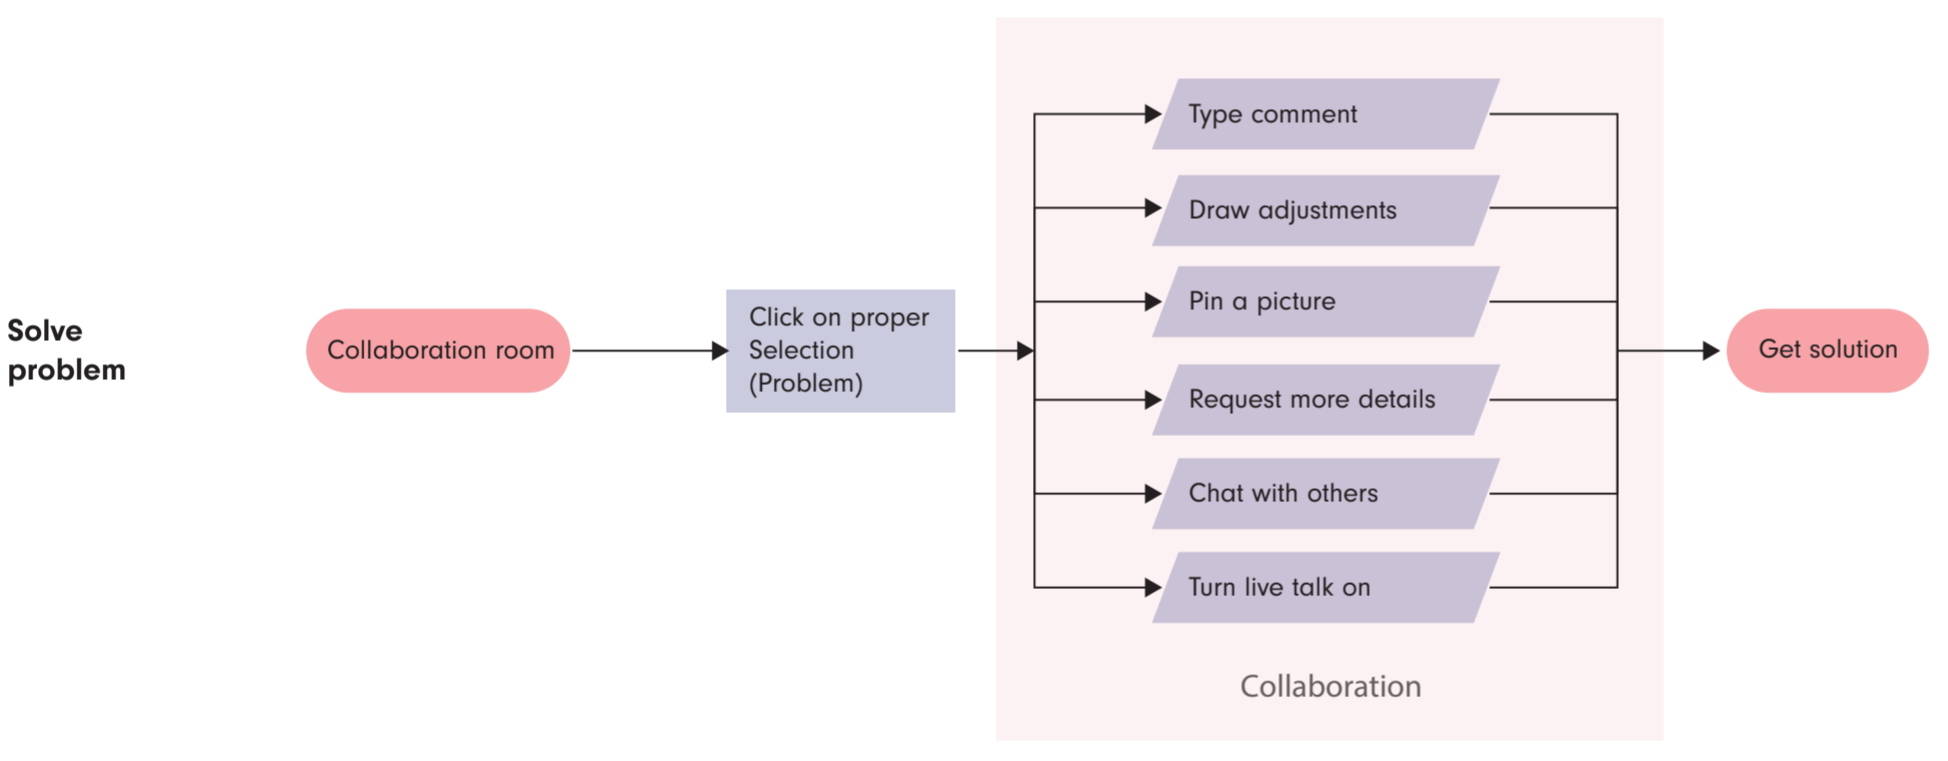 Solve
problem
Collaboration room
Click on proper
Selection
(Problem)
Type comment
Draw adjustments
Pin a picture
Request more details
Chat with others
Turn live talk on
Collaboration
Get solution